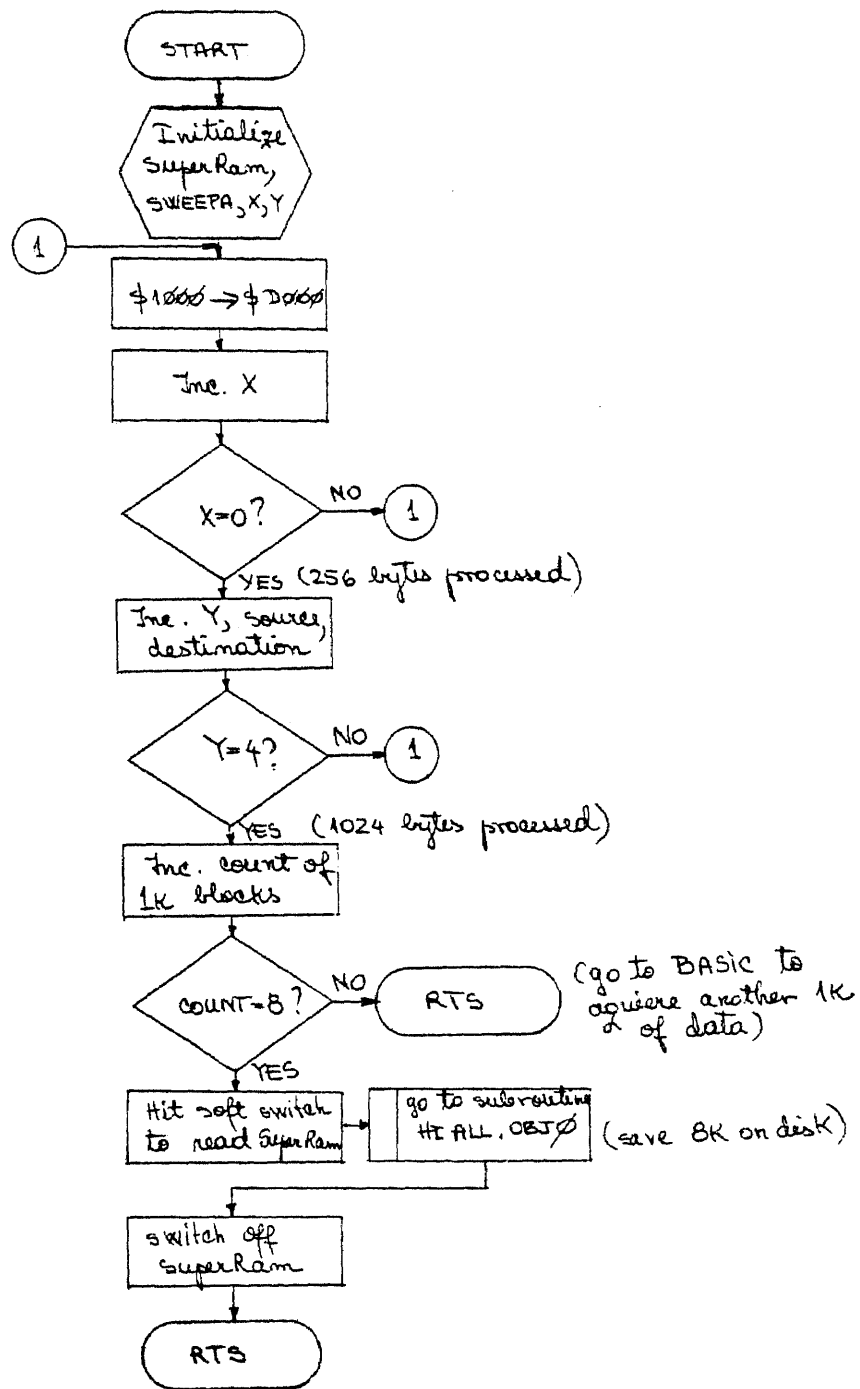 START
Initialize
SuperRam,
SWEEPA, X, Y
1
$1ØØØ → $DØØØ
Inc. X
X=0?
NO
1
YES (256 bytes processed)
Inc. Y, source,
destination
Y=4?
NO
1
YES (1024 bytes processed)
Inc. count of
1K blocks
COUNT=8?
NO
RTS
(go to BASIC to
aquiere another 1K
of data)
YES
Hit soft switch
to read SuperRam
go to subroutine
HI ALL. OBJØ
(save 8K on disk)
switch off
SuperRam
RTS